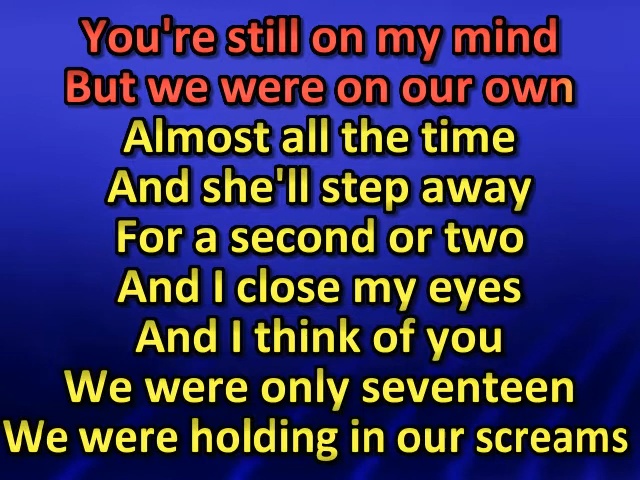 You're still on my mind
But we were on our own
Almost all the time
And she'll step away
For a second or two
And I close my eyes
And I think of you
We were only seventeen
We were holding in our screams